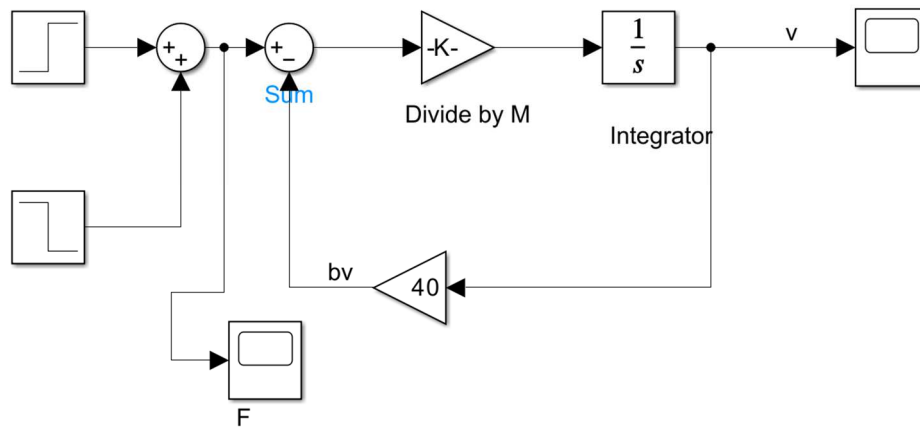 +
+
+
−
Sum
-K-
Divide by M
1
s
Integrator
v
bv
40
F